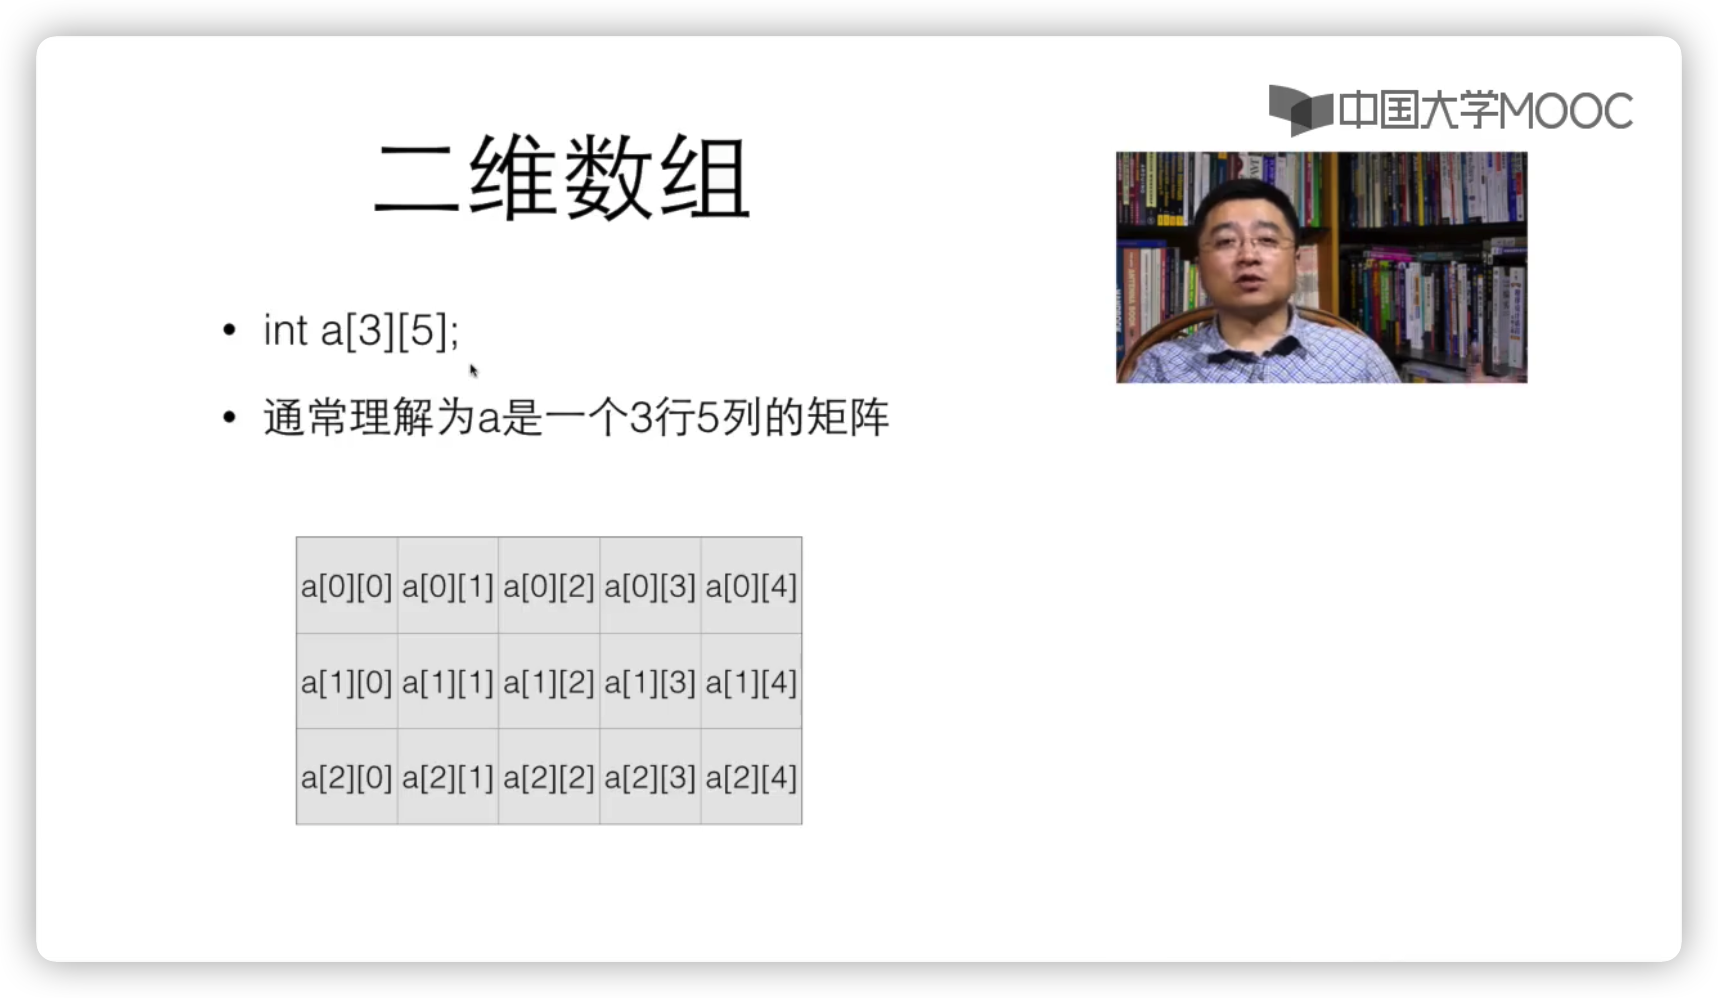 中国大学MOOC
二维数组
int a[3][5];
通常理解为a是一个3行5列的矩阵
a[0][0] a[0][1] a[0][2] a[0][3] a[0][4]
a[1][0] a[1][1] a[1][2] a[1][3] a[1][4]
a[2][0] a[2][1] a[2][2] a[2][3] a[2][4]